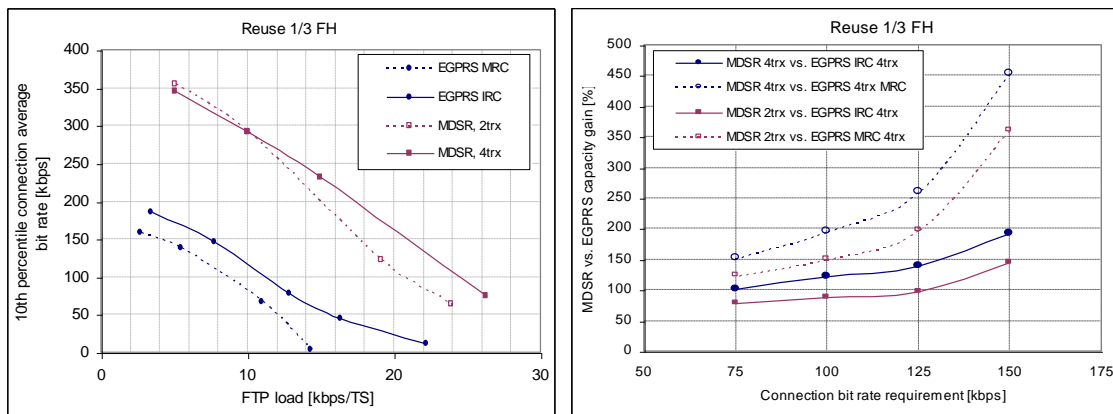 Reuse 1/3 FH
10th percentile connection average
bit rate [kbps]
400
350
300
250
200
150
100
50
0
EGPRS MRC
EGPRS IRC
MDSR, 2trx
MDSR, 4trx
0
10
20
30
FTP load [kbps/TS]
Reuse 1/3 FH
MDSR vs. EGPRS capacity gain [%]
500
450
400
350
300
250
200
150
100
50
0
MDSR 4trx vs. EGPRS IRC 4trx
MDSR 4trx vs. EGPRS 4trx MRC
MDSR 2trx vs. EGPRS IRC 4trx
MDSR 2trx vs. EGPRS MRC 4trx
50
75
100
125
150
175
Connection bit rate requirement [kbps]